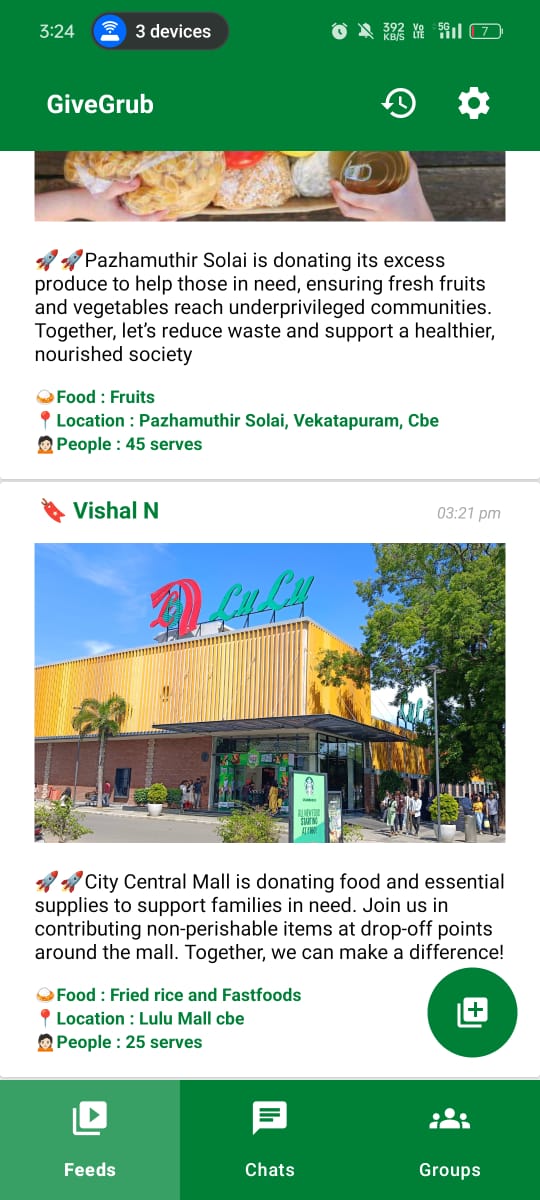 3:24
3 devices
392 KB/S
Vo LTE
5G
7
GiveGrub
🚀🚀Pazhamuthir Solai is donating its excess
produce to help those in need, ensuring fresh fruits
and vegetables reach underprivileged communities.
Together, let’s reduce waste and support a healthier,
nourished society
🍛Food : Fruits
📍Location : Pazhamuthir Solai, Vekatapuram, Cbe
🙍🏻People : 45 serves
🔖 Vishal N
03:21 pm
LuLu
STARBUCKS
ALL NEW FOOD
STARTING
🚀🚀City Central Mall is donating food and essential
supplies to support families in need. Join us in
contributing non-perishable items at drop-off points
around the mall. Together, we can make a difference!
🍛Food : Fried rice and Fastfoods
📍Location : Lulu Mall cbe
🙍🏻People : 25 serves
Feeds
Chats
Groups